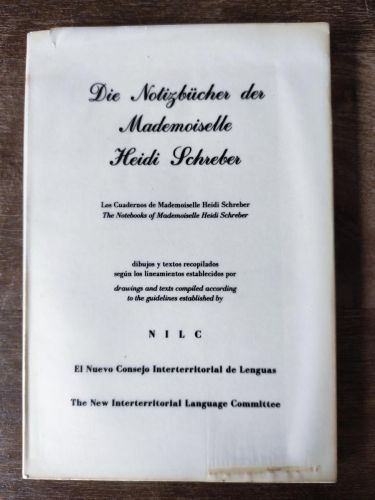 Die Notizbücher der
Mademoiselle
Heidi Schreber
Los Cuadernos de Mademoiselle Heidi Schreber
The Notebooks of Mademoiselle Heidi Schreber
dibujos y textos recopilados
según los lineamientos establecidos por
drawings and texts compiled according
to the guidelines established by
N I L C
El Nuevo Consejo Interterritorial de Lenguas
The New Interterritorial Language Committee